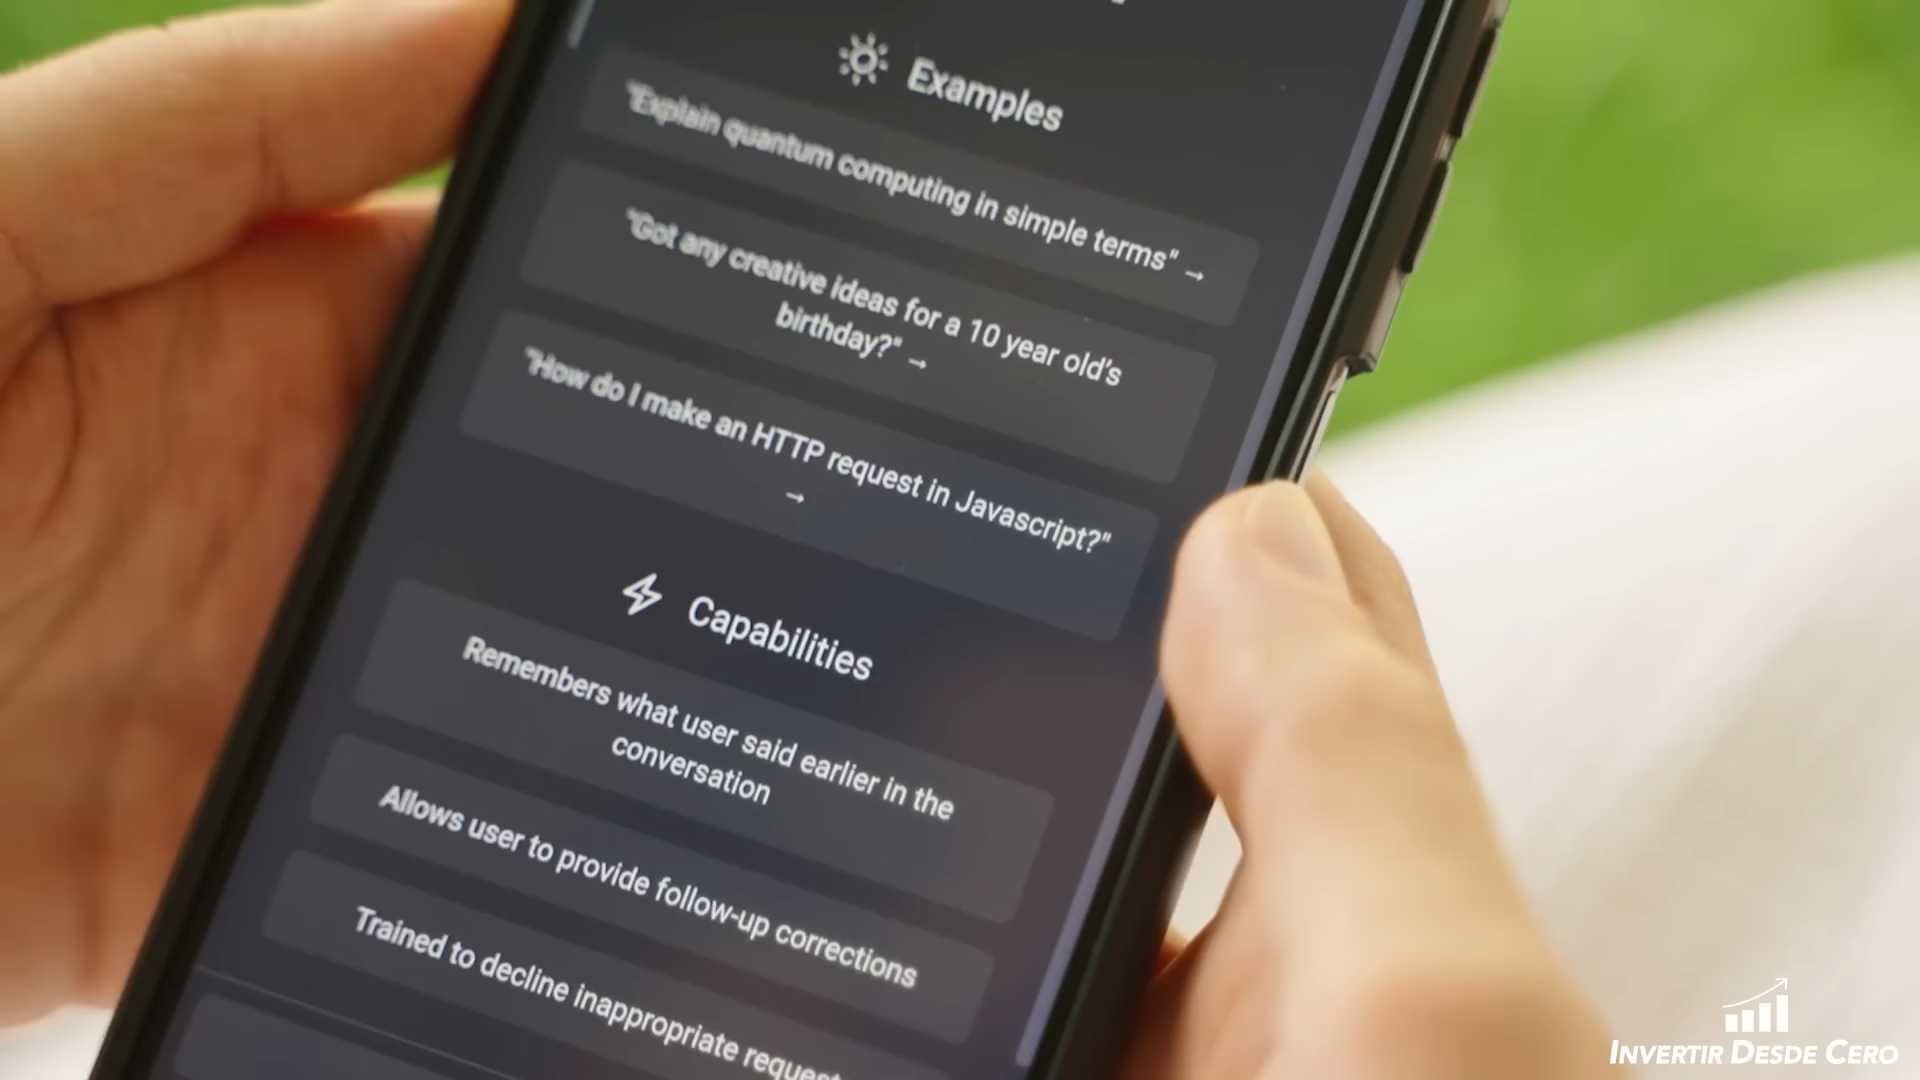 Examples
"Explain quantum computing in simple terms" →
"Got any creative ideas for a 10 year old's
birthday?" →
"How do I make an HTTP request in Javascript?"
→
Capabilities
Remembers what user said earlier in the
conversation
Allows user to provide follow-up corrections
Trained to decline inappropriate
INVERTIR DESDE CERO